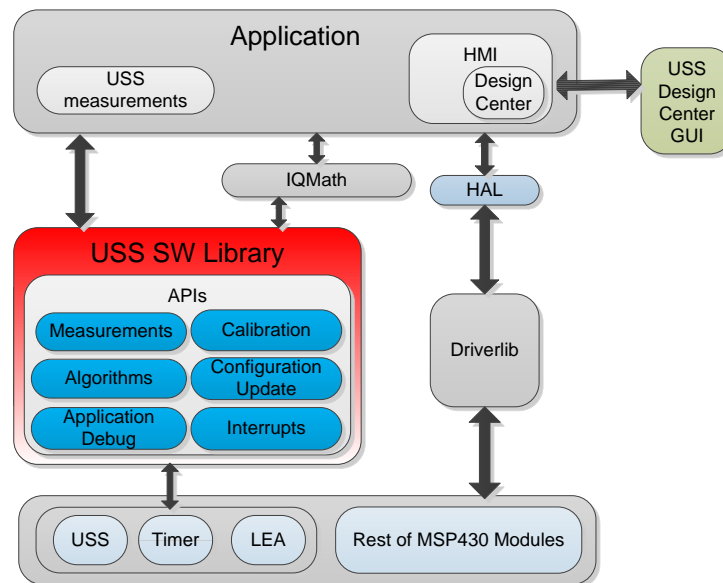 Application
USS
measurements
HMI
Design
Center
USS
Design
Center
GUI
IQMath
HAL
USS SW Library
APIs
Measurements
Calibration
Algorithms
Configuration
Update
Application
Debug
Interrupts
Driverlib
USS
Timer
LEA
Rest of MSP430 Modules